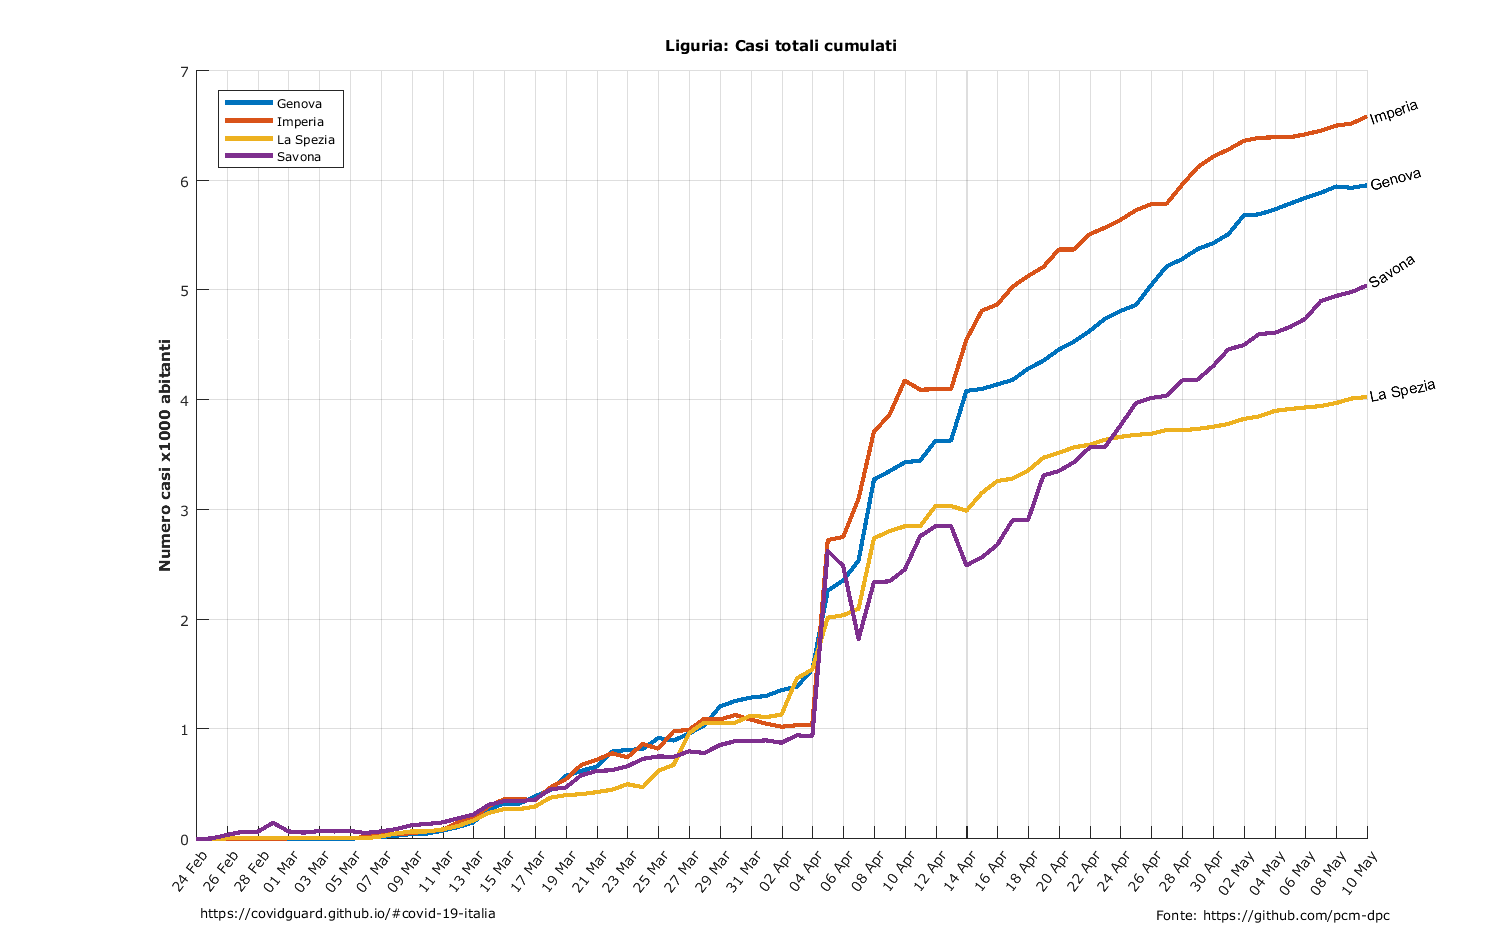 Liguria: Casi totali cumulati
7
6
5
4
3
2
1
0
Numero casi x1000 abitanti
Genova
Imperia
La Spezia
Savona
Imperia
Genova
Savona
La Spezia
24 Feb
26 Feb
28 Feb
01 Mar
03 Mar
05 Mar
07 Mar
09 Mar
11 Mar
13 Mar
15 Mar
17 Mar
19 Mar
21 Mar
23 Mar
25 Mar
27 Mar
29 Mar
31 Mar
02 Apr
04 Apr
06 Apr
08 Apr
10 Apr
12 Apr
14 Apr
16 Apr
18 Apr
20 Apr
22 Apr
24 Apr
26 Apr
28 Apr
30 Apr
02 May
04 May
06 May
08 May
10 May
https://covidguard.github.io/#covid-19-italia
Fonte: https://github.com/pcm-dpc